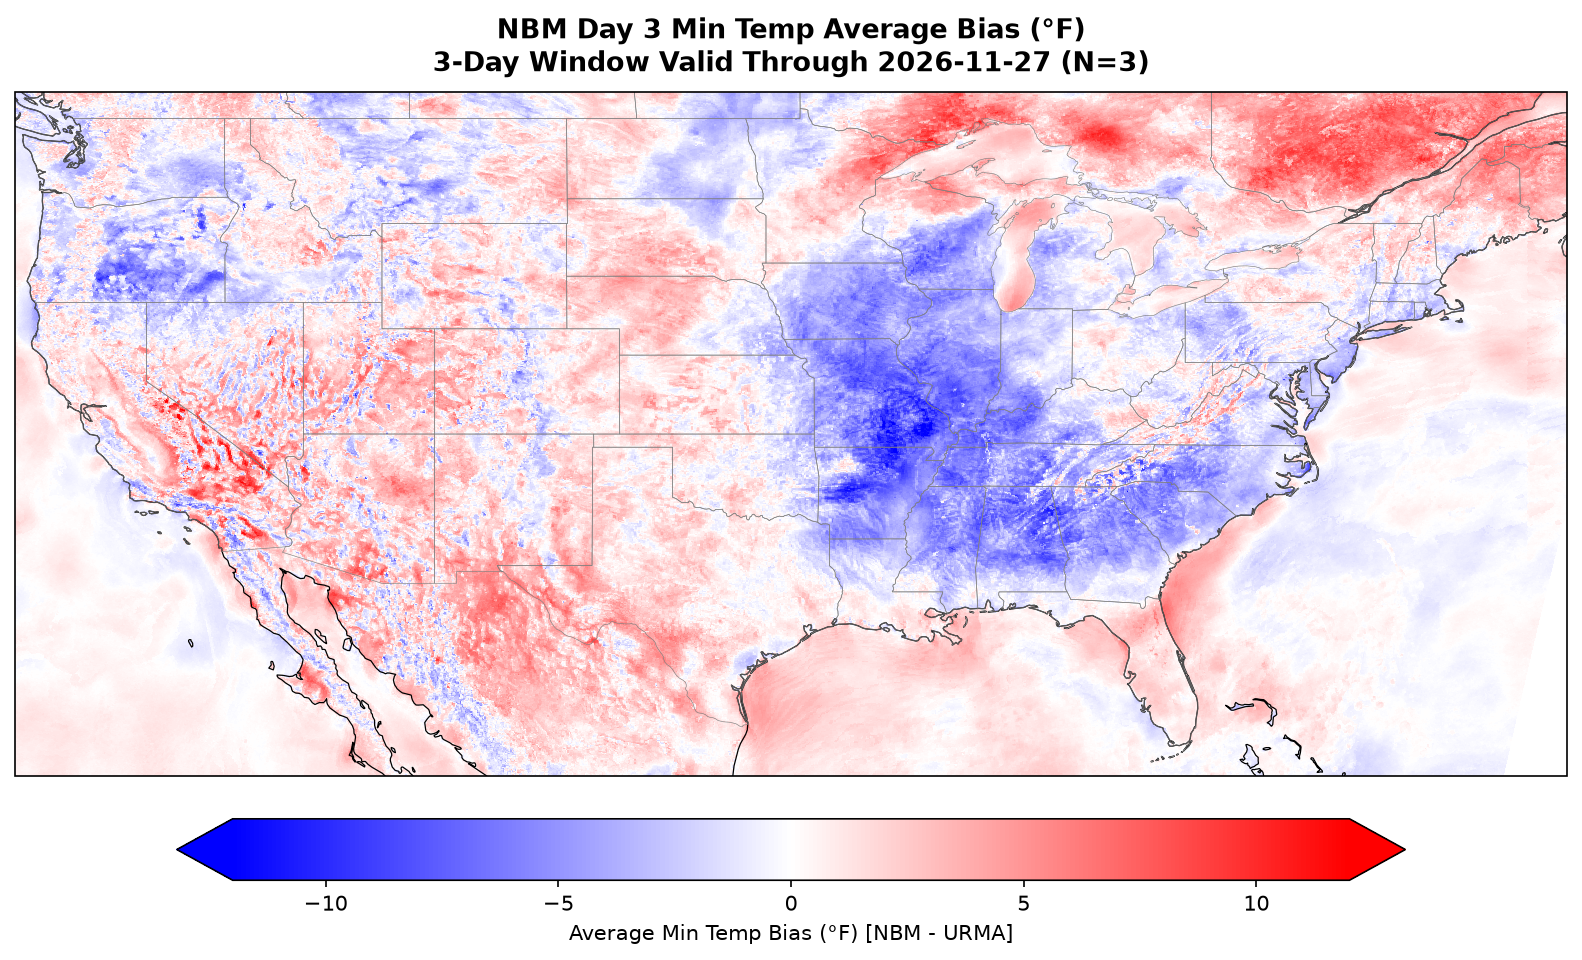 NBM Day 3 Min Temp Average Bias (°F)
3-Day Window Valid Through 2026-11-27 (N=3)
−10 −5 0 5 10
Average Min Temp Bias (°F) [NBM - URMA]